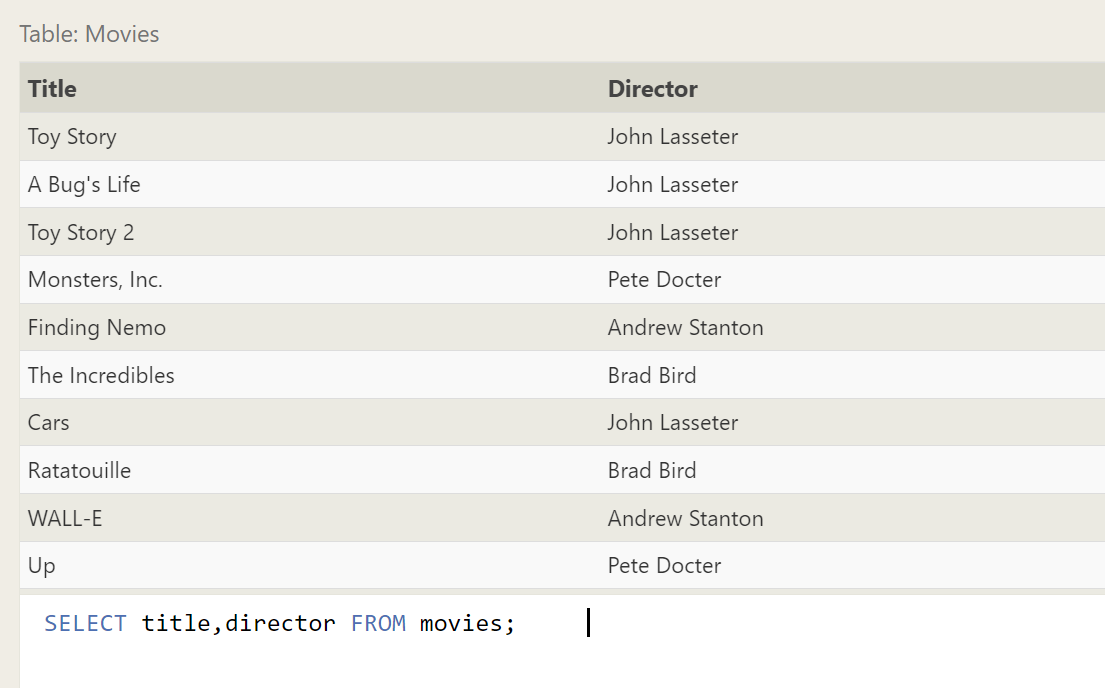 Table: Movies
Title Director
Toy Story John Lasseter
A Bug's Life John Lasseter
Toy Story 2 John Lasseter
Monsters, Inc. Pete Docter
Finding Nemo Andrew Stanton
The Incredibles Brad Bird
Cars John Lasseter
Ratatouille Brad Bird
WALL-E Andrew Stanton
Up Pete Docter
SELECT title,director FROM movies;